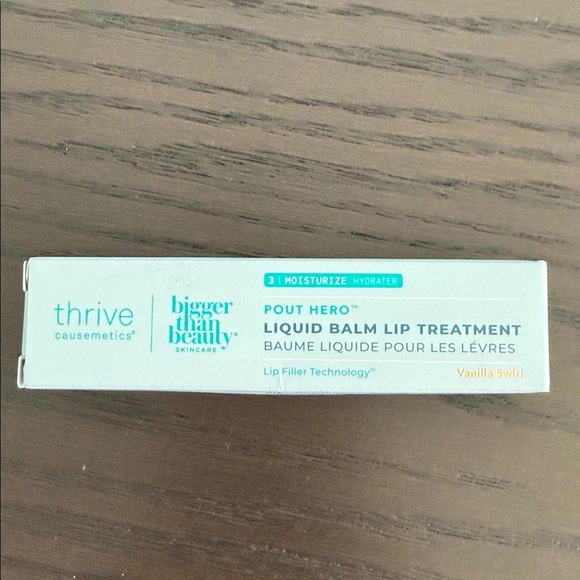 thrive
causemetics®
bigger
than
beauty®
SKINCARE
3 | MOISTURIZE HYDRATER
POUT HERO™
LIQUID BALM LIP TREATMENT
BAUME LIQUIDE POUR LES LÉVRES
Lip Filler Technology™
Vanilla Swirl